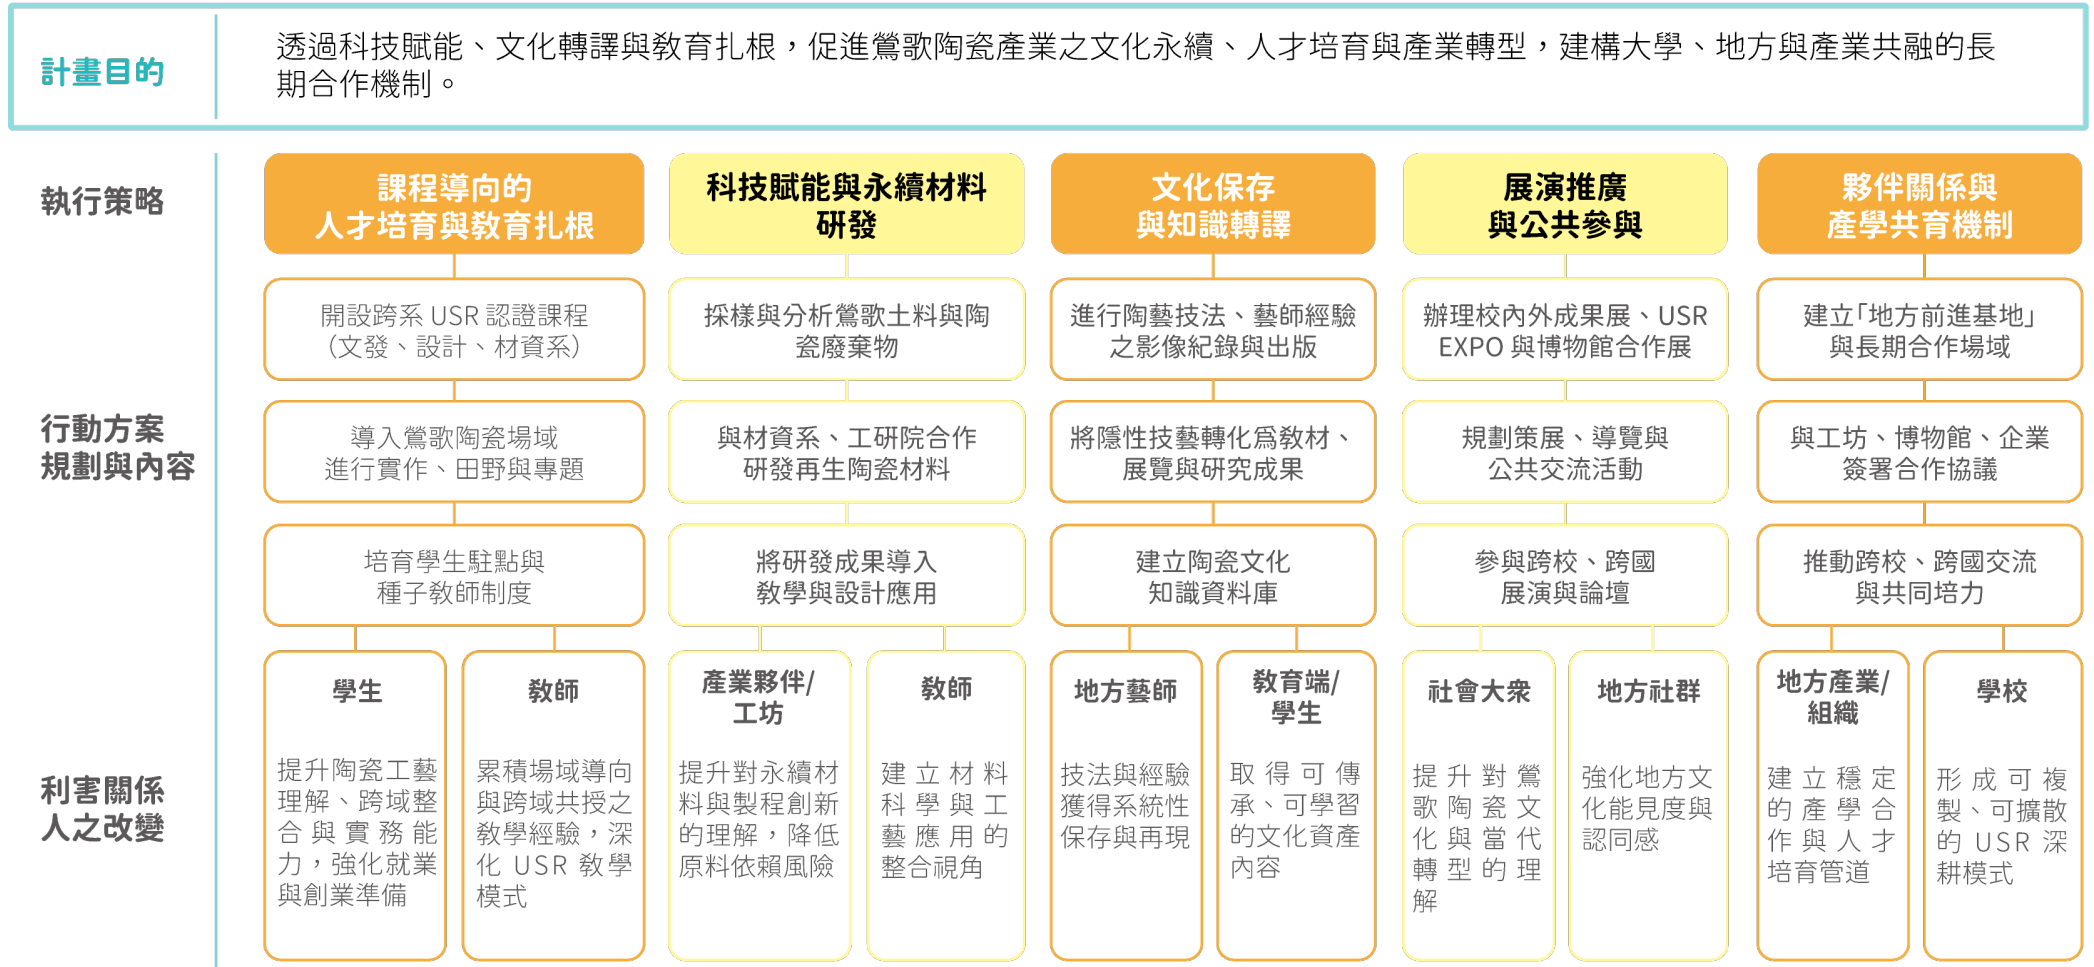 計畫目的
透過科技賦能、文化轉譯與教育扎根，促進鶯歌陶瓷產業之文化永續、人才培育與產業轉型，建構大學、地方與產業共融的長
期合作機制。
執行策略
課程導向的
人才培育與教育扎根
科技賦能與永續材料
研發
文化保存
與知識轉譯
展演推廣
與公共參與
夥伴關係與
產學共育機制
行動方案
規劃與內容
開設跨系 USR 認證課程
（文發、設計、材資系）
採樣與分析鶯歌土料與陶
瓷廢棄物
進行陶藝技法、藝師經驗
之影像紀錄與出版
辦理校內外成果展、USR
EXPO 與博物館合作展
建立「地方前進基地」
與長期合作場域
導入鶯歌陶瓷場域
進行實作、田野與專題
與材資系、工研院合作
研發再生陶瓷材料
將隱性技藝轉化為教材、
展覽與研究成果
規劃策展、導覽與
公共交流活動
與工坊、博物館、企業
簽署合作協議
培育學生駐點與
種子教師制度
將研發成果導入
教學與設計應用
建立陶瓷文化
知識資料庫
參與跨校、跨國
展演與論壇
推動跨校、跨國交流
與共同培力
利害關係
人之改變
學生
提升陶瓷工藝
理解、跨域整
合與實務能
力，強化就業
與創業準備
教師
累積場域導向
與跨域共授之
教學經驗，深
化 USR 教學
模式
產業夥伴/
工坊
提升對永續材
料與製程創新
的理解，降低
原料依賴風險
教師
建立材料
科學與工
藝應用的
整合視角
地方藝師
技法與經驗
獲得系統性
保存與再現
教育端/
學生
取得可傳
承、可學習
的文化資產
內容
社會大眾
提升對鶯
歌陶瓷文
化與當代
轉型的理
解
地方社群
強化地方文
化能見度與
認同感
地方產業/
組織
建立穩定
的產學合
作與人才
培育管道
學校
形成可複
製、可擴散
的 USR 深
耕模式